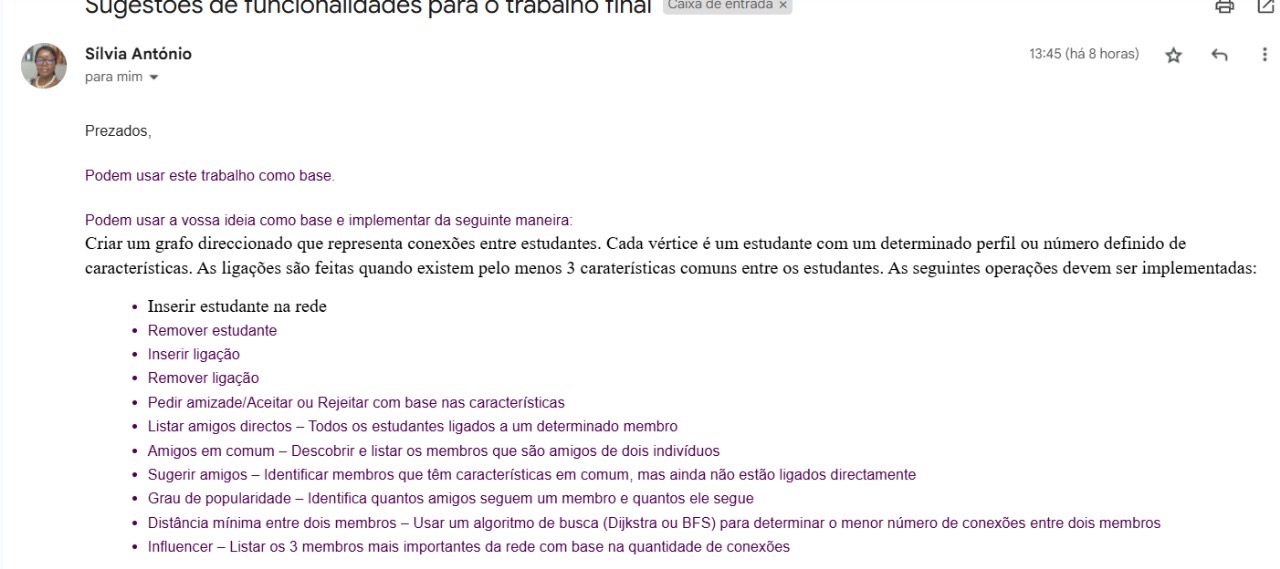 Sugestões de funcionalidades para o trabalho final Caixa de entrada ×
Sílvia António 13:45 (há 8 horas)
para mim
Prezados,
Podem usar este trabalho como base.
Podem usar a vossa ideia como base e implementar da seguinte maneira:
Criar um grafo direccionado que representa conexões entre estudantes. Cada vértice é um estudante com um determinado perfil ou número definido de
características. As ligações são feitas quando existem pelo menos 3 caraterísticas comuns entre os estudantes. As seguintes operações devem ser implementadas:
• Inserir estudante na rede
• Remover estudante
• Inserir ligação
• Remover ligação
• Pedir amizade/Aceitar ou Rejeitar com base nas características
• Listar amigos directos – Todos os estudantes ligados a um determinado membro
• Amigos em comum – Descobrir e listar os membros que são amigos de dois indivíduos
• Sugerir amigos – Identificar membros que têm características em comum, mas ainda não estão ligados directamente
• Grau de popularidade – Identifica quantos amigos seguem um membro e quantos ele segue
• Distância mínima entre dois membros – Usar um algoritmo de busca (Dijkstra ou BFS) para determinar o menor número de conexões entre dois membros
• Influencer – Listar os 3 membros mais importantes da rede com base na quantidade de conexões